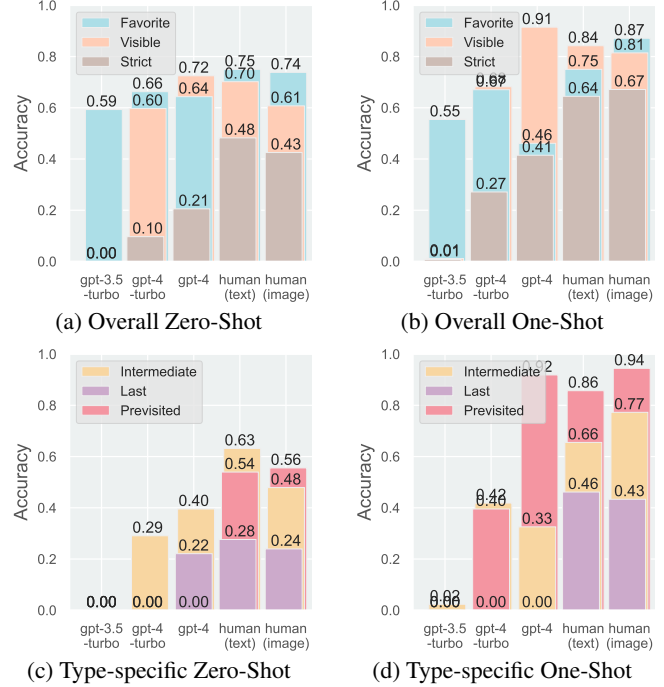 1.0
0.8
0.6
0.4
0.2
0.0
Accuracy
Favorite
Visible
Strict
0.59
0.00
0.66
0.60
0.10
0.72
0.64
0.21
0.75
0.70
0.48
0.74
0.61
0.43
gpt-3.5
-turbo
gpt-4
-turbo
gpt-4
human
(text)
human
(image)
(a) Overall Zero-Shot
1.0
0.8
0.6
0.4
0.2
0.0
Accuracy
Favorite
Visible
Strict
0.55
0.01
0.67
0.27
0.91
0.46
0.41
0.84
0.75
0.64
0.87
0.81
0.67
gpt-3.5
-turbo
gpt-4
-turbo
gpt-4
human
(text)
human
(image)
(b) Overall One-Shot
1.0
0.8
0.6
0.4
0.2
0.0
Accuracy
Intermediate
Last
Previsited
0.00
0.29
0.00
0.40
0.22
0.00
0.63
0.54
0.28
0.56
0.48
0.24
gpt-3.5
-turbo
gpt-4
-turbo
gpt-4
human
(text)
human
(image)
(c) Type-specific Zero-Shot
1.0
0.8
0.6
0.4
0.2
0.0
Accuracy
Intermediate
Last
Previsited
0.02
0.00
0.42
0.40
0.00
0.92
0.33
0.00
0.86
0.66
0.46
0.94
0.77
0.43
gpt-3.5
-turbo
gpt-4
-turbo
gpt-4
human
(text)
human
(image)
(d) Type-specific One-Shot